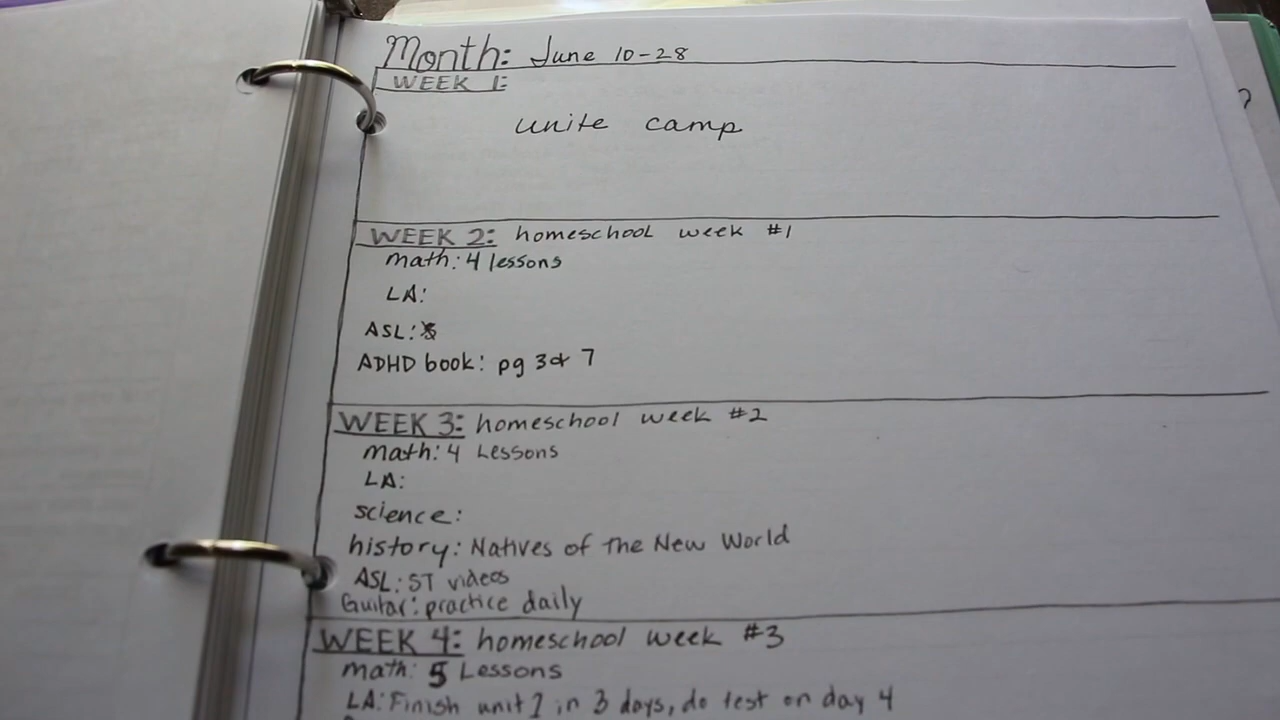 Month: June 10-28
WEEK 1:
unite camp
WEEK 2: homeschool week #1
math: 4 lessons
LA:
ASL:
ADHD book: pg 3 of 7
WEEK 3: homeschool week #2
math: 4 Lessons
LA:
science:
history: Natives of the New World
ASL: ST videos
Guitar: practice daily
WEEK 4: homeschool week #3
math: 5 Lessons
LA: Finish unit 1 in 3 days, do test on day 4